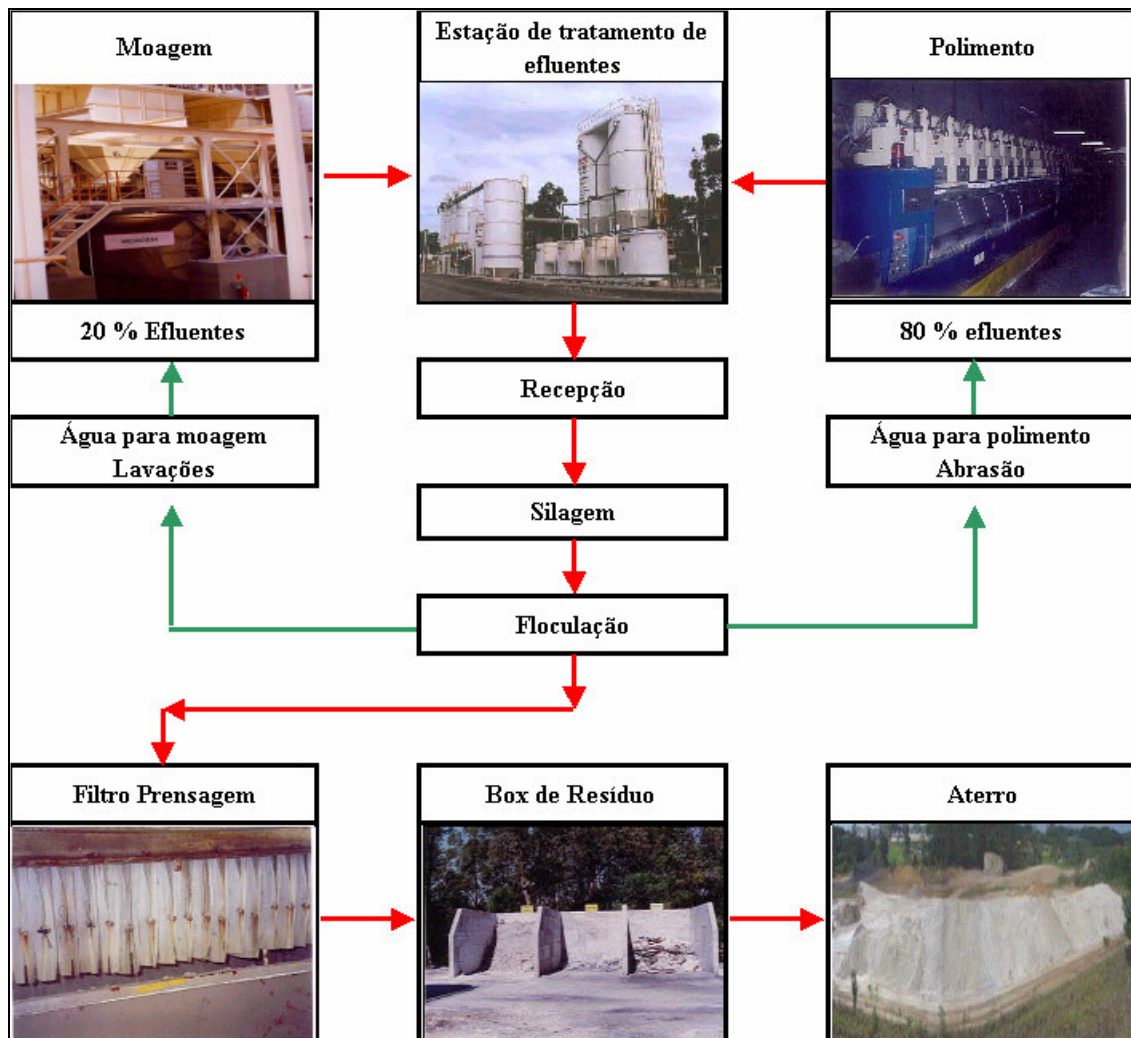 Moagem
Estação de tratamento de
efluentes
Polimento
MOAGEM
20 % Efluentes
80 % efluentes
Recepção
Água para moagem
Lavações
Água para polimento
Abrasão
Silagem
Floculação
Filtro Prensagem
Box de Resíduo
Aterro